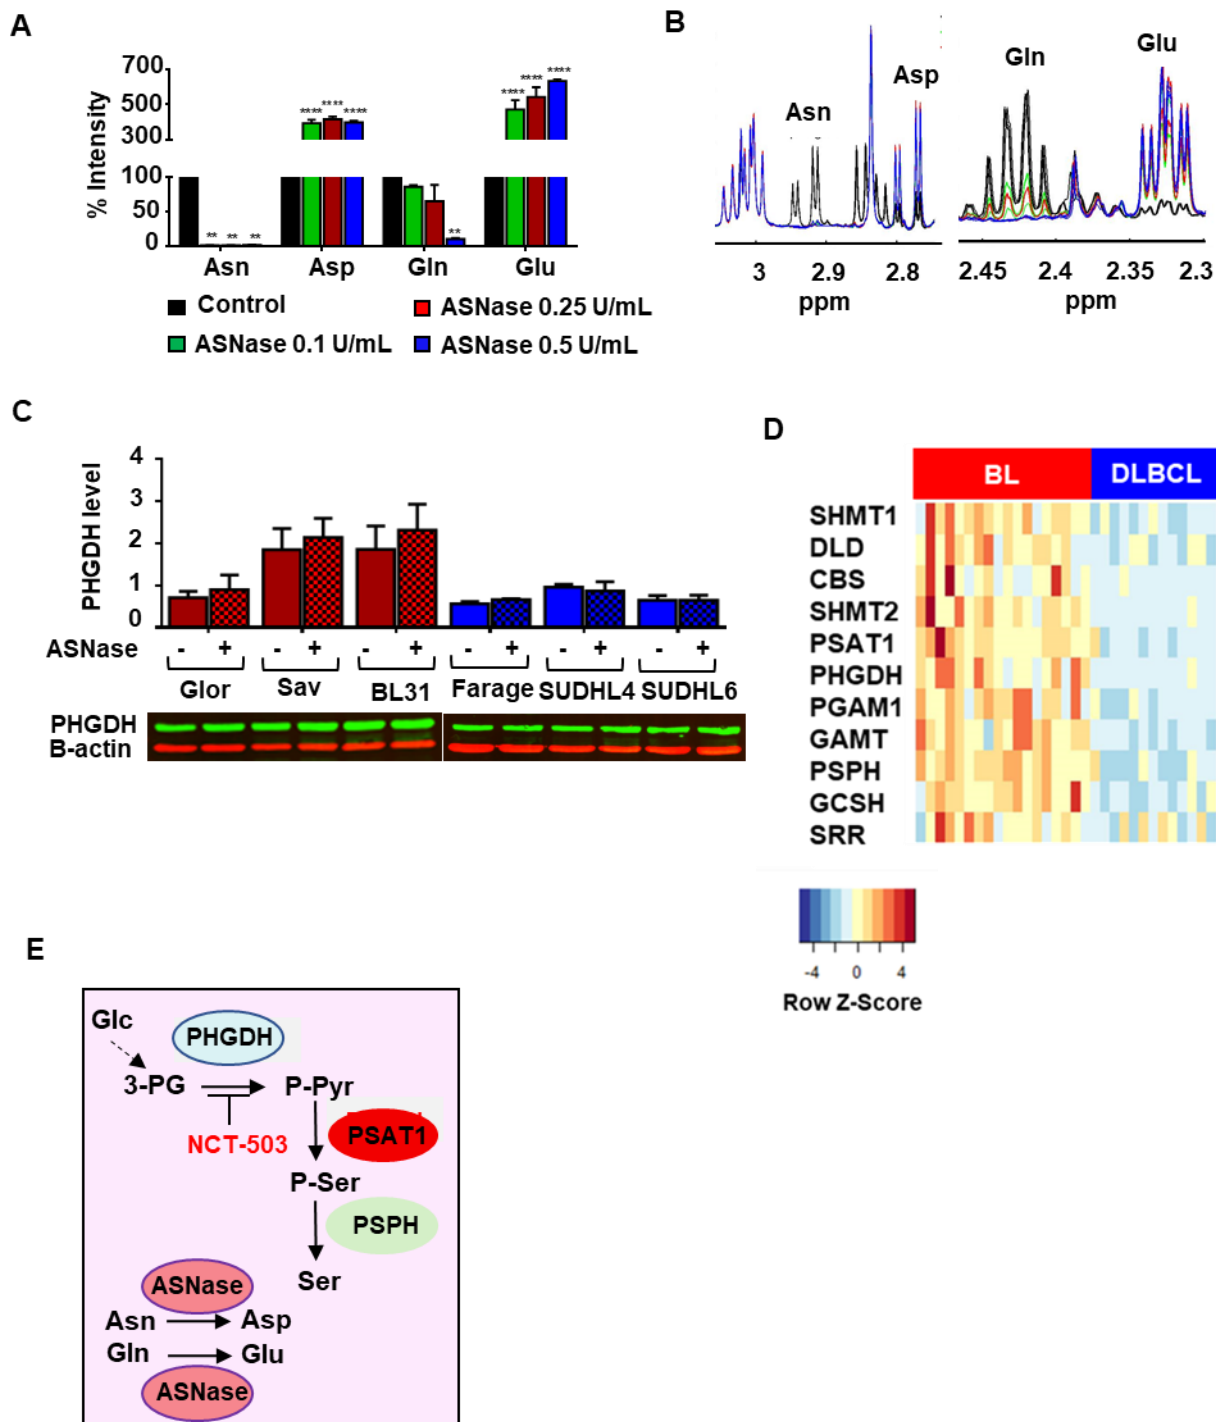 A
% Intensity
700
500
300
100
50
0
**** **** ****
**** **** ****
** ** **
**
Asn Asp Gln Glu
Control
ASNase 0.25 U/mL
ASNase 0.1 U/mL
ASNase 0.5 U/mL
B
Asn
Asp
Gln
Glu
3 2.9 2.8
ppm
2.45 2.4 2.35 2.3
ppm
C
PHGDH level
4
3
2
1
0
ASNase - + - + - + - + - + - +
Glor Sav BL31 Farage SUDHL4 SUDHL6
PHGDH
B-actin
D
BL DLBCL
SHMT1
DLD
CBS
SHMT2
PSAT1
PHGDH
PGAM1
GAMT
PSPH
GCSH
SRR
-4 0 4
Row Z-Score
E
Glc
PHGDH
3-PG P-Pyr
NCT-503
PSAT1
P-Ser
PSPH
Ser
ASNase
Asn Asp
Gln Glu
ASNase